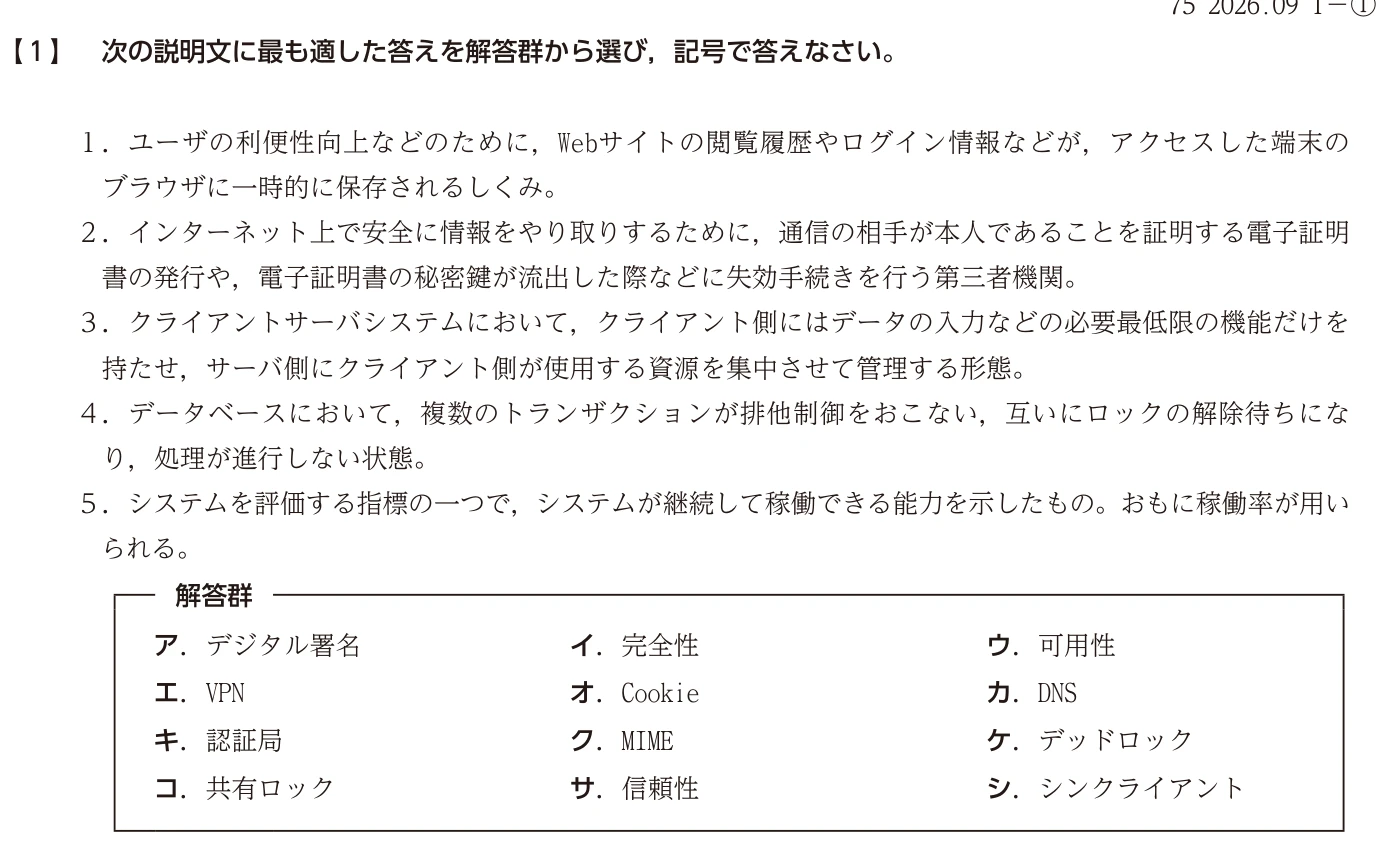 75 2026.09 1－①
【1】 次の説明文に最も適した答えを解答群から選び，記号で答えなさい。
1．ユーザの利便性向上などのために，Webサイトの閲覧履歴やログイン情報などが，アクセスした端末の
ブラウザに一時的に保存されるしくみ。
2．インターネット上で安全に情報をやり取りするために，通信の相手が本人であることを証明する電子証明
書の発行や，電子証明書の秘密鍵が流出した際などに失効手続きを行う第三者機関。
3．クライアントサーバシステムにおいて，クライアント側にはデータの入力などの必要最低限の機能だけを
持たせ，サーバ側にクライアント側が使用する資源を集中させて管理する形態。
4．データベースにおいて，複数のトランザクションが排他制御をおこない，互いにロックの解除待ちにな
り，処理が進行しない状態。
5．システムを評価する指標の一つで，システムが継続して稼働できる能力を示したもの。おもに稼働率が用い
られる。
解答群
ア．デジタル署名 イ．完全性 ウ．可用性
エ．VPN オ．Cookie カ．DNS
キ．認証局 ク．MIME ケ．デッドロック
コ．共有ロック サ．信頼性 シ．シンクライアント